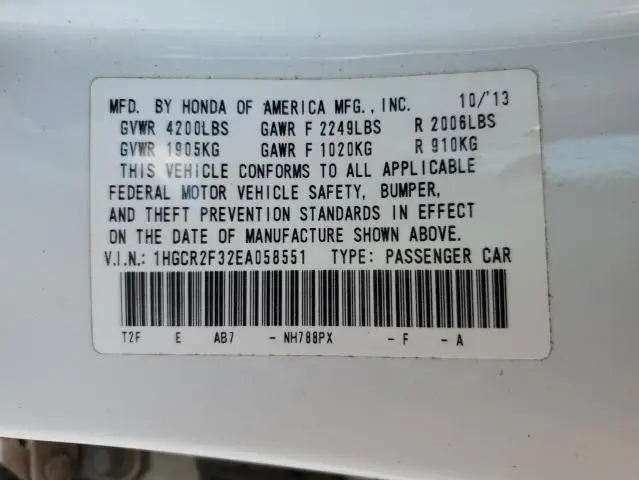 MFD. BY HONDA OF AMERICA MFG., INC. 10/'13
GVWR 4200LBS GAWR F 2249LBS R 2006LBS
GVWR 1905KG GAWR F 1020KG R 910KG
THIS VEHICLE CONFORMS TO ALL APPLICABLE
FEDERAL MOTOR VEHICLE SAFETY, BUMPER,
AND THEFT PREVENTION STANDARDS IN EFFECT
ON THE DATE OF MANUFACTURE SHOWN ABOVE.
V.I.N.: 1HGCR2F32EA058551 TYPE: PASSENGER CAR
T2F E AB7 - NH788PX - F - A